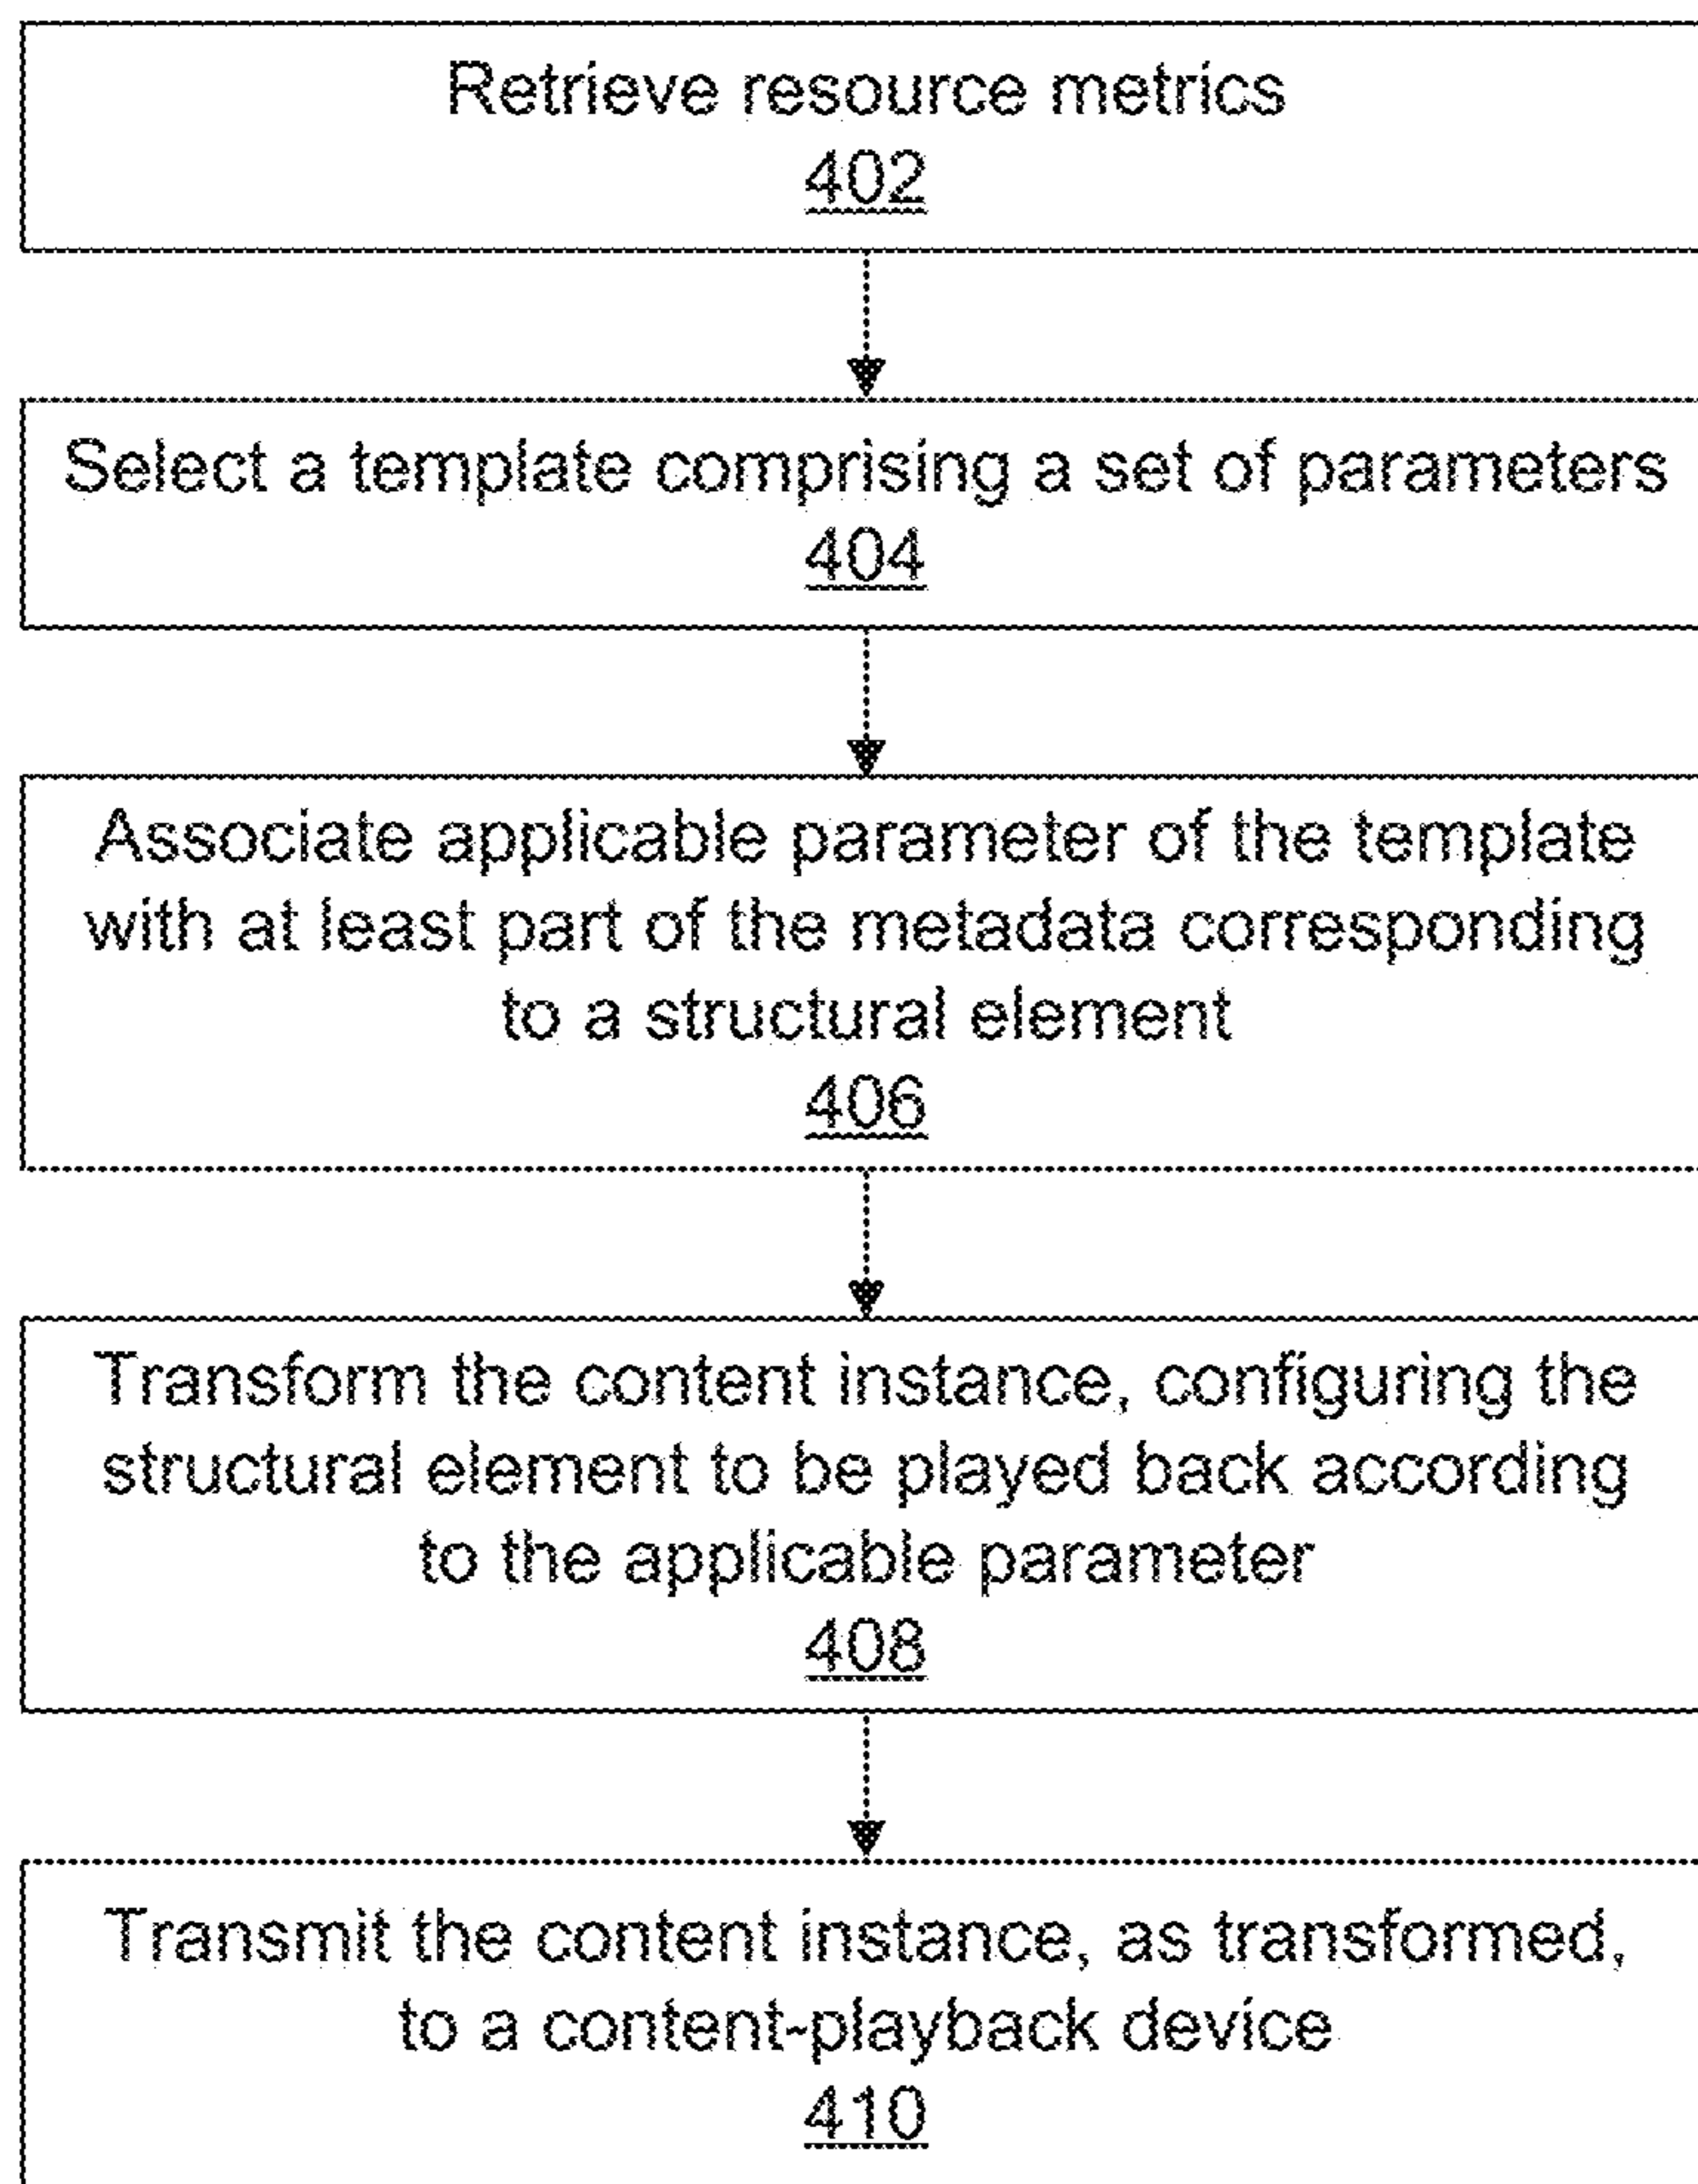 Retrieve resource metrics
402
Select a template comprising a set of parameters
404
Associate applicable parameter of the template
with at least part of the metadata corresponding
to a structural element
406
Transform the content instance, configuring the
structural element to be played back according
to the applicable parameter
408
Transmit the content instance, as transformed,
to a content-playback device
410